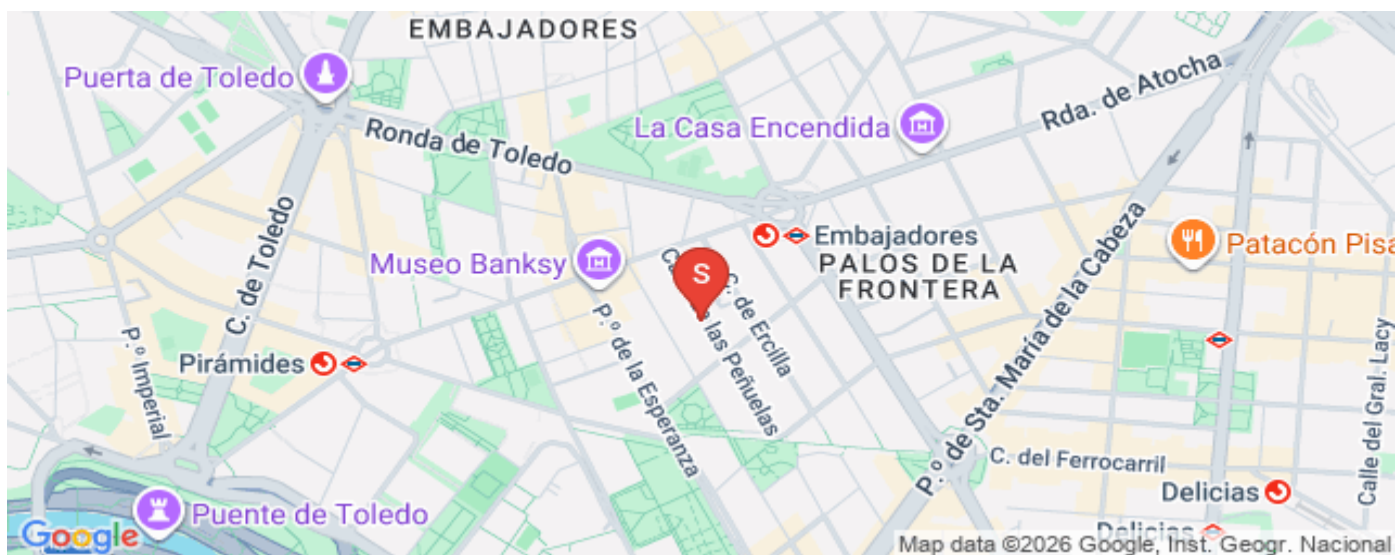 EMBAJADORES
Puerta de Toledo
Rda. de Atocha
La Casa Encendida
Ronda de Toledo
C. de Toledo
Embajadores
PALOS DE LA
FRONTERA
Museo Banksy
S
las Peñuelas
C. de Ercilla
P.º de Sta. María de la Cabeza
Patacón
P.º Imperial
Pirámides
P.º de la Esperanza
Calle del Gral. Lacy
C. del Ferrocarril
Delicias
Puente de Toledo
Delicias
Google
Map data ©2026 Google, Inst. Geogr. Nacional